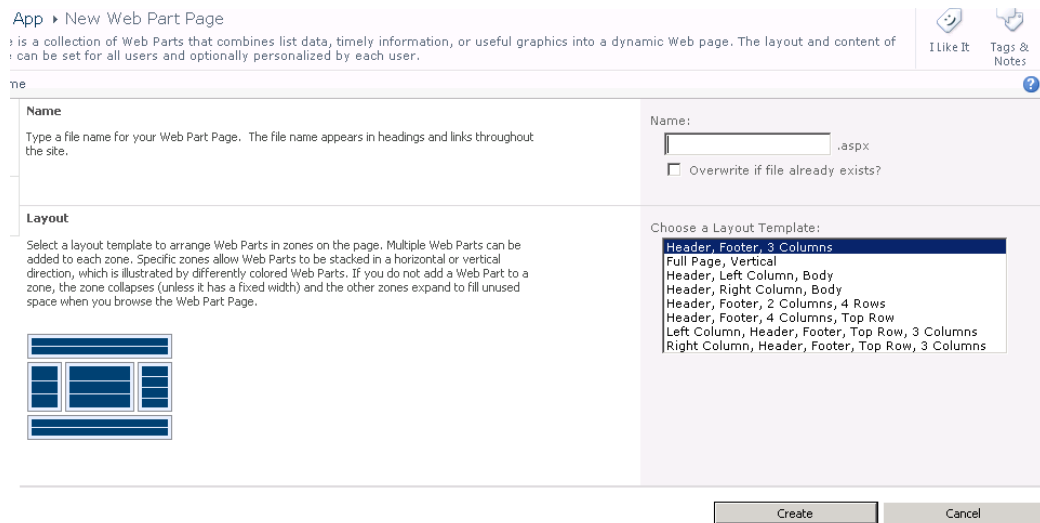 App ▸ New Web Part Page
is a collection of Web Parts that combines list data, timely information, or useful graphics into a dynamic Web page. The layout and content of
can be set for all users and optionally personalized by each user.
I Like It
Tags &
Notes
me
Name
Type a file name for your Web Part Page. The file name appears in headings and links throughout
the site.
Name:
.aspx
Overwrite if file already exists?
Layout
Select a layout template to arrange Web Parts in zones on the page. Multiple Web Parts can be
added to each zone. Specific zones allow Web Parts to be stacked in a horizontal or vertical
direction, which is illustrated by differently colored Web Parts. If you do not add a Web Part to a
zone, the zone collapses (unless it has a fixed width) and the other zones expand to fill unused
space when you browse the Web Part Page.
Choose a Layout Template:
Header, Footer, 3 Columns
Full Page, Vertical
Header, Left Column, Body
Header, Right Column, Body
Header, Footer, 2 Columns, 4 Rows
Header, Footer, 4 Columns, Top Row
Left Column, Header, Footer, Top Row, 3 Columns
Right Column, Header, Footer, Top Row, 3 Columns
Create
Cancel